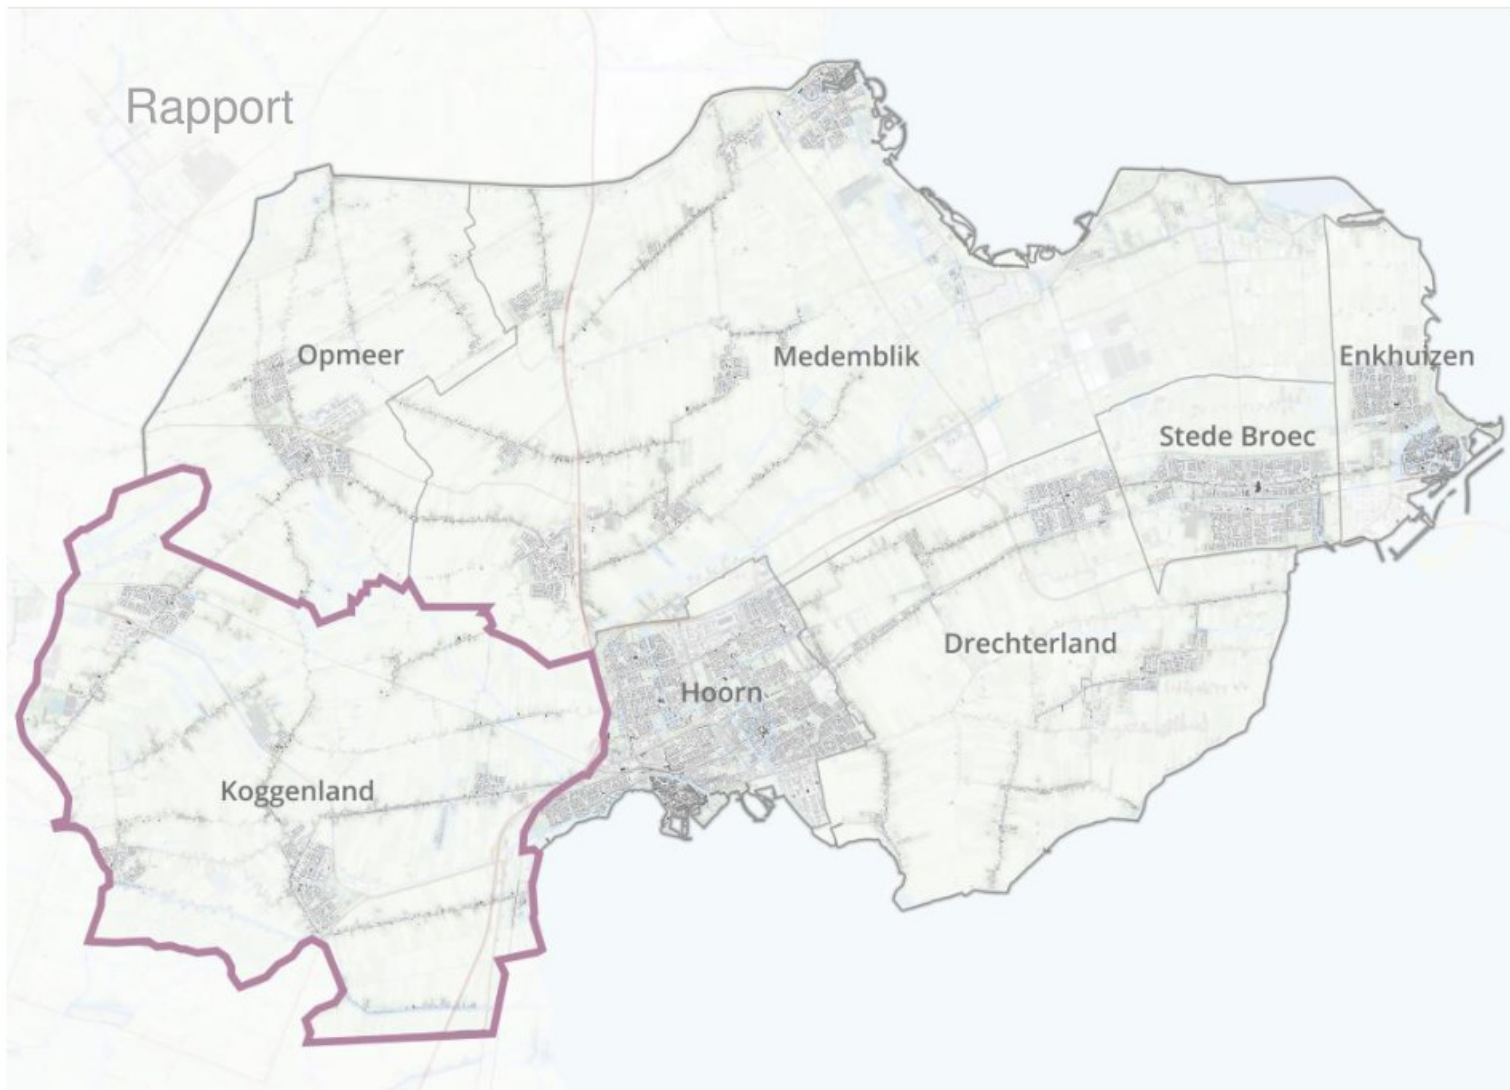 Rapport
Opmeer
Medemblik
Enkhuizen
Stede Broec
Drechterland
Hoorn
Koggenland